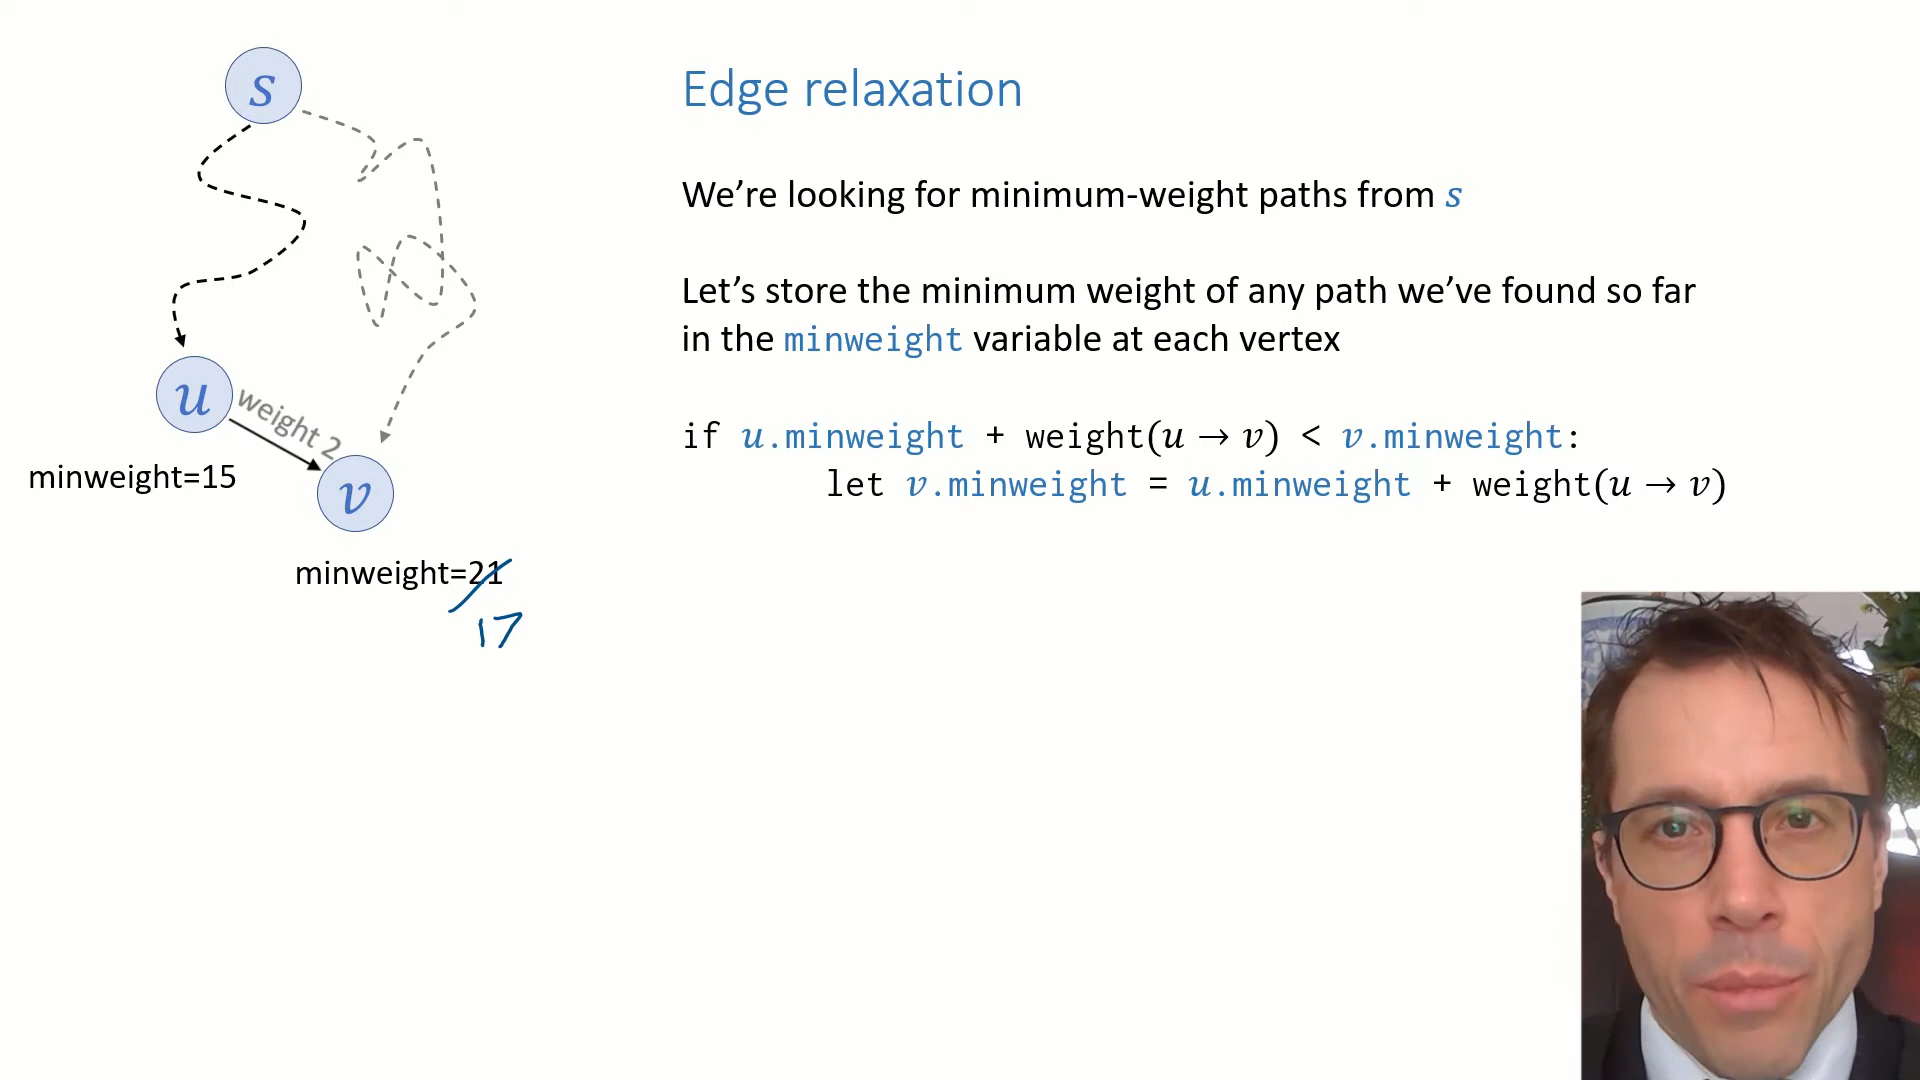 s
Edge relaxation
We're looking for minimum-weight paths from s
Let's store the minimum weight of any path we've found so far
in the minweight variable at each vertex
if u.minweight + weight(u → v) < v.minweight:
let v.minweight = u.minweight + weight(u → v)
u
weight 2
minweight=15
v
minweight=21
17